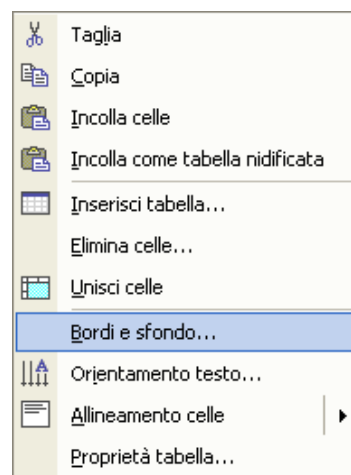 Taglia
Copia
Incolla celle
Incolla come tabella nidificata
Inserisci tabella...
Elimina celle...
Unisci celle
Bordi e sfondo...
Orientamento testo...
Allineamento celle
Proprietà tabella...